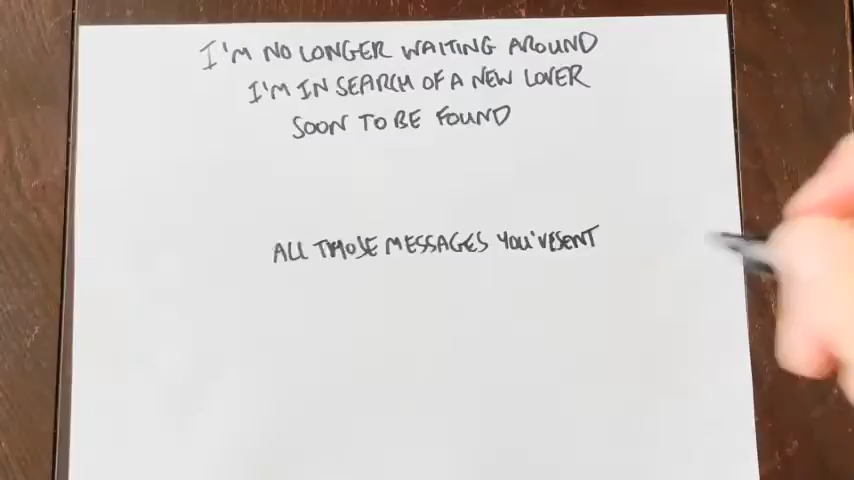 I'M NO LONGER WAITING AROUND
I'M IN SEARCH OF A NEW LOVER
SOON TO BE FOUND
ALL THOSE MESSAGES YOU'VE SENT